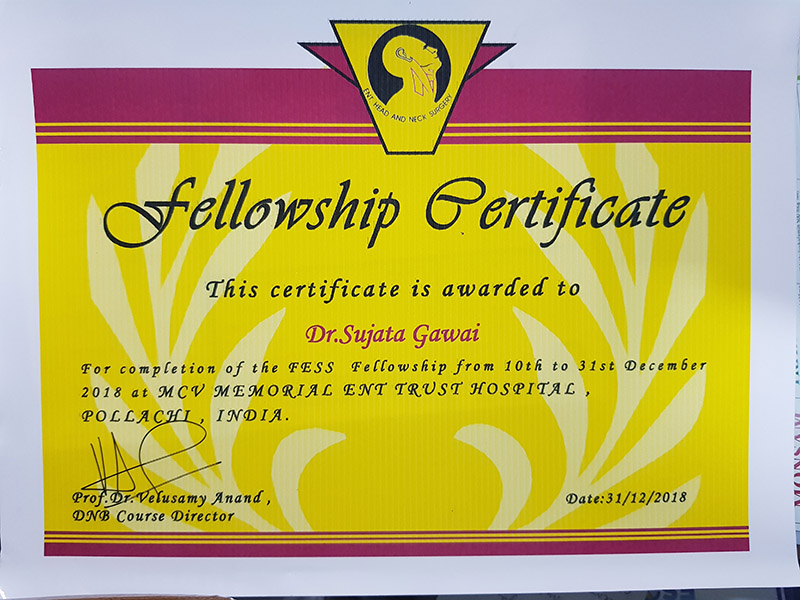 ENT HEAD AND NECK SURGERY
Fellowship Certificate
This certificate is awarded to
Dr.Sujata Gawai
For completion of the FESS Fellowship from 10th to 31st December
2018 at MCV MEMORIAL ENT TRUST HOSPITAL ,
POLLACHI , INDIA.
Prof.Dr.Velusamy Anand ,
DNB Course Director
Date:31/12/2018